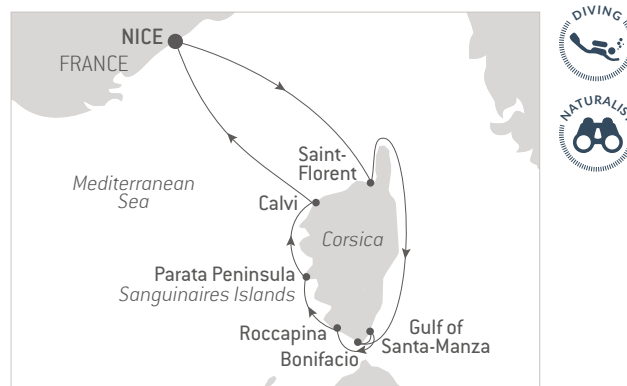 NICE
FRANCE
Saint-
Florent
Mediterranean
Sea
Calvi
Corsica
Parata Peninsula
Sanguinaires Islands
Roccapina
Gulf of
Santa-Manza
Bonifacio
DIVING
NATURALIST